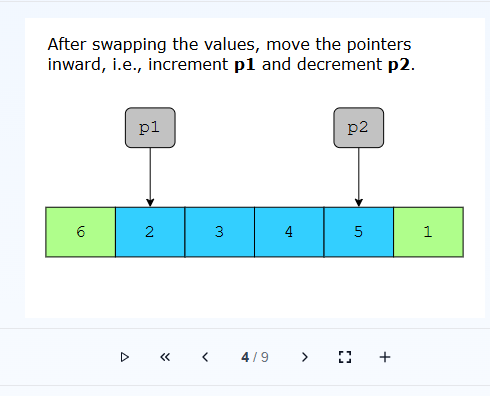 After swapping the values, move the pointers
inward, i.e., increment p1 and decrement p2.
p1 p2
6 2 3 4 5 1
4 / 9